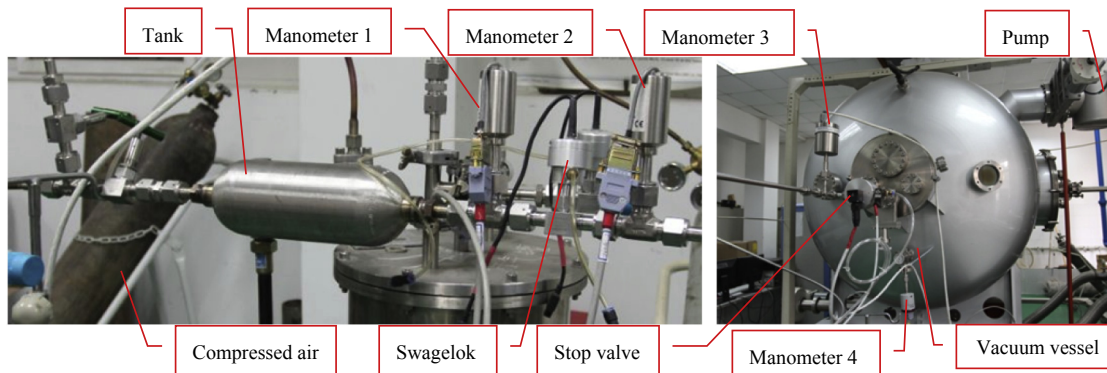 Tank
Manometer 1
Manometer 2
Manometer 3
Pump
Compressed air
Swagelok
Stop valve
Manometer 4
Vacuum vessel